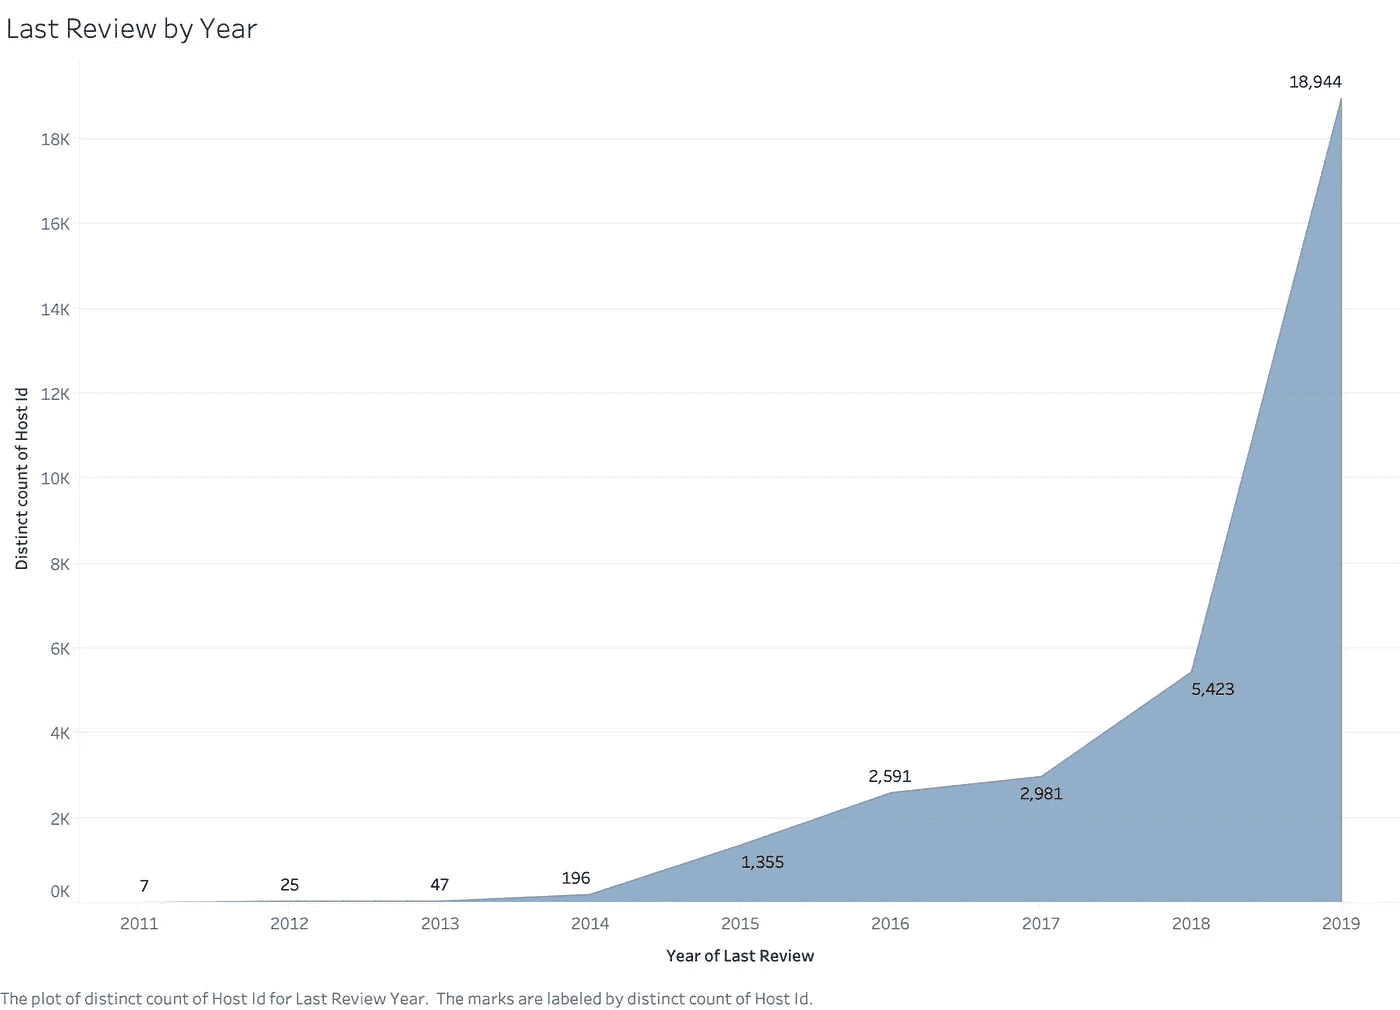 Last Review by Year
18,944
18K
16K
14K
12K
10K
8K
6K
4K
2K
0K
Distinct count of Host Id
7
25
47
196
1,355
2,591
2,981
5,423
2011 2012 2013 2014 2015 2016 2017 2018 2019
Year of Last Review
The plot of distinct count of Host Id for Last Review Year. The marks are labeled by distinct count of Host Id.